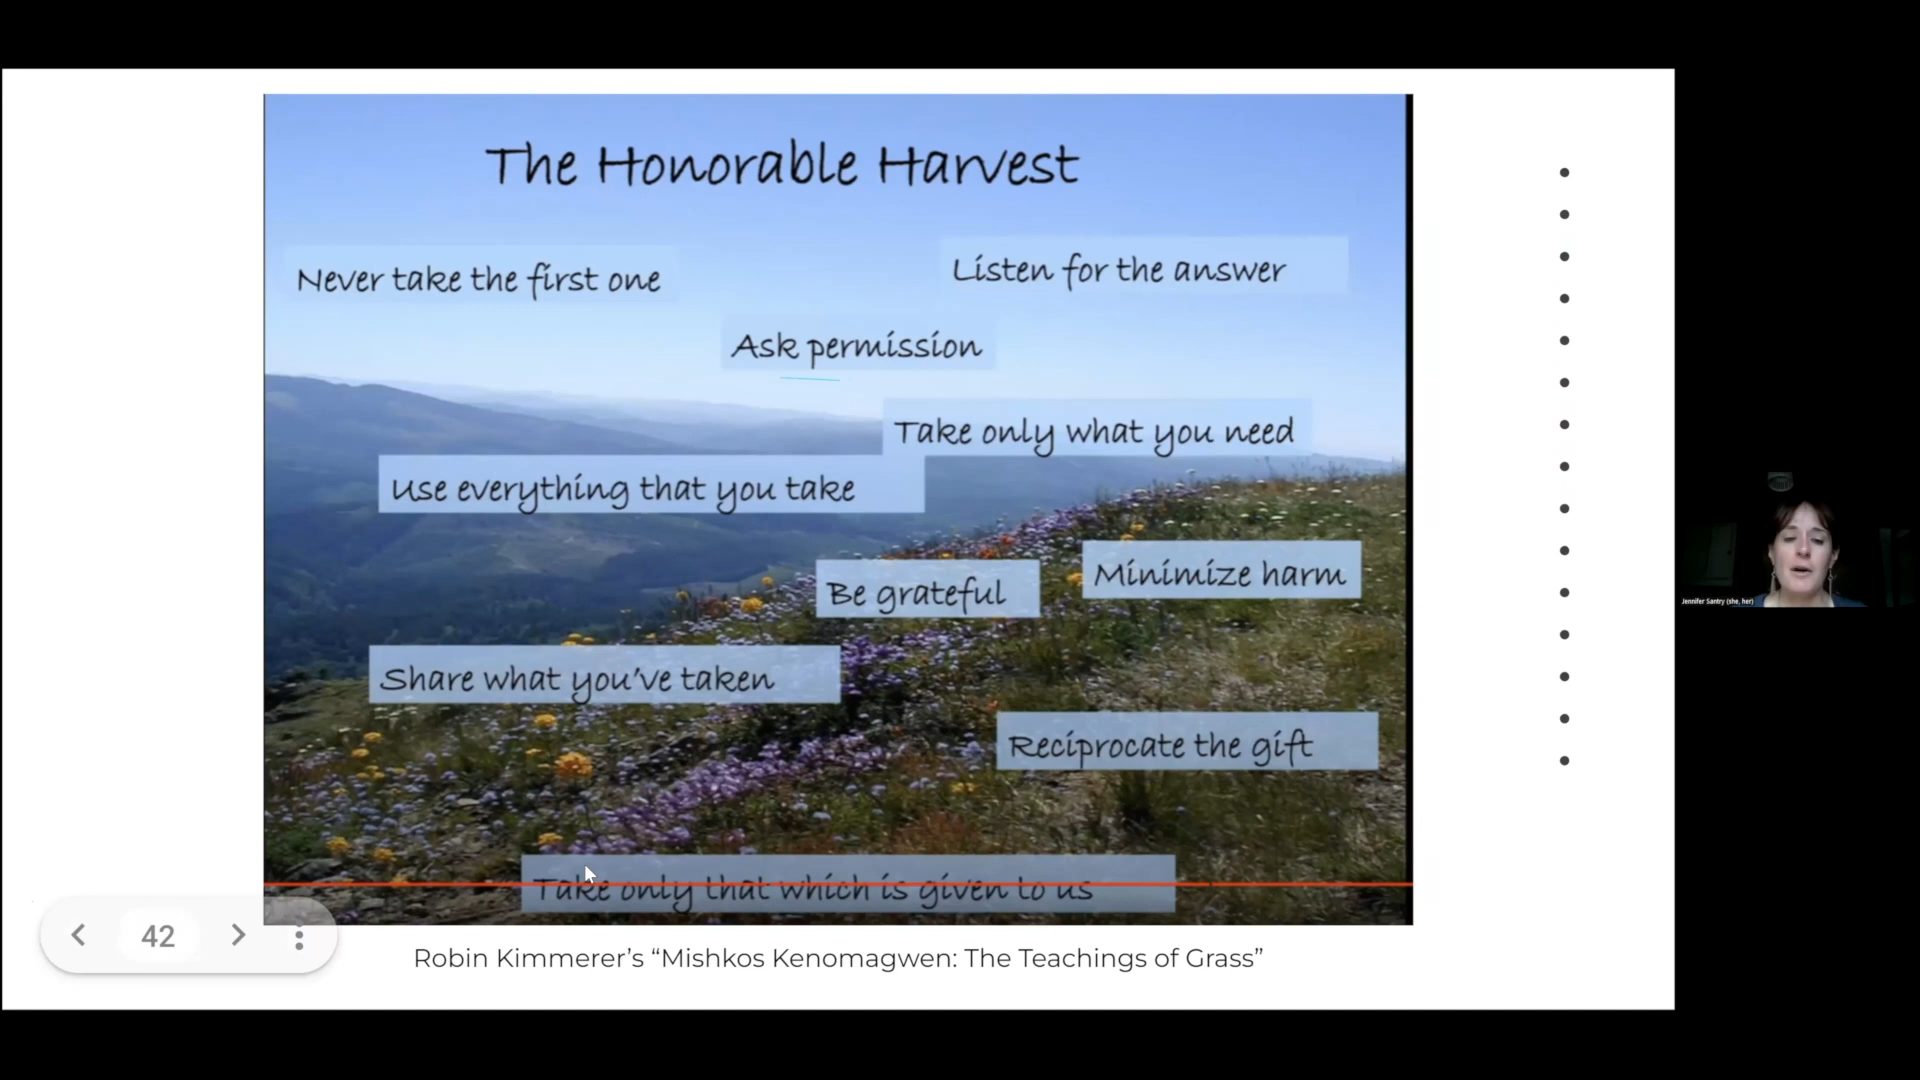 The Honorable Harvest
Never take the first one
Listen for the answer
Ask permission
Take only what you need
Use everything that you take
Minimize harm
Be grateful
Share what you've taken
Reciprocate the gift
Take only that which is given to us
42
Robin Kimmerer’s “Mishkos Kenomagwen: The Teachings of Grass”
Jennifer Santry (she, her)